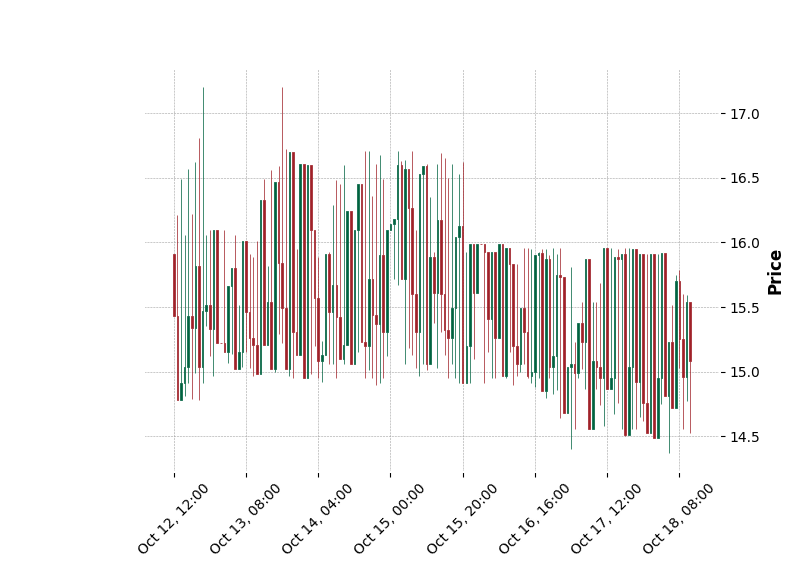 17.0
16.5
16.0
15.5
15.0
14.5
Price
Oct 12, 12:00
Oct 13, 08:00
Oct 14, 04:00
Oct 15, 00:00
Oct 15, 20:00
Oct 16, 16:00
Oct 17, 12:00
Oct 18, 08:00